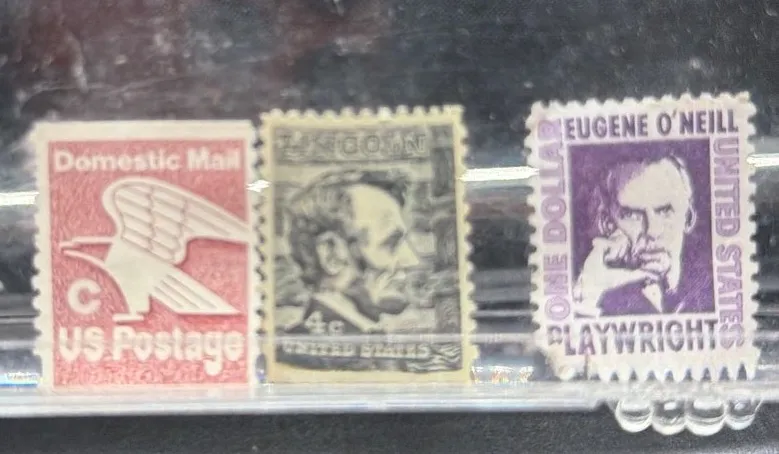 Domestic Mail
C
US Postage
LINCOLN
4c
UNITED STATES
EUGENE O'NEILL
ONE DOLLAR
UNITED STATES
PLAYWRIGHT